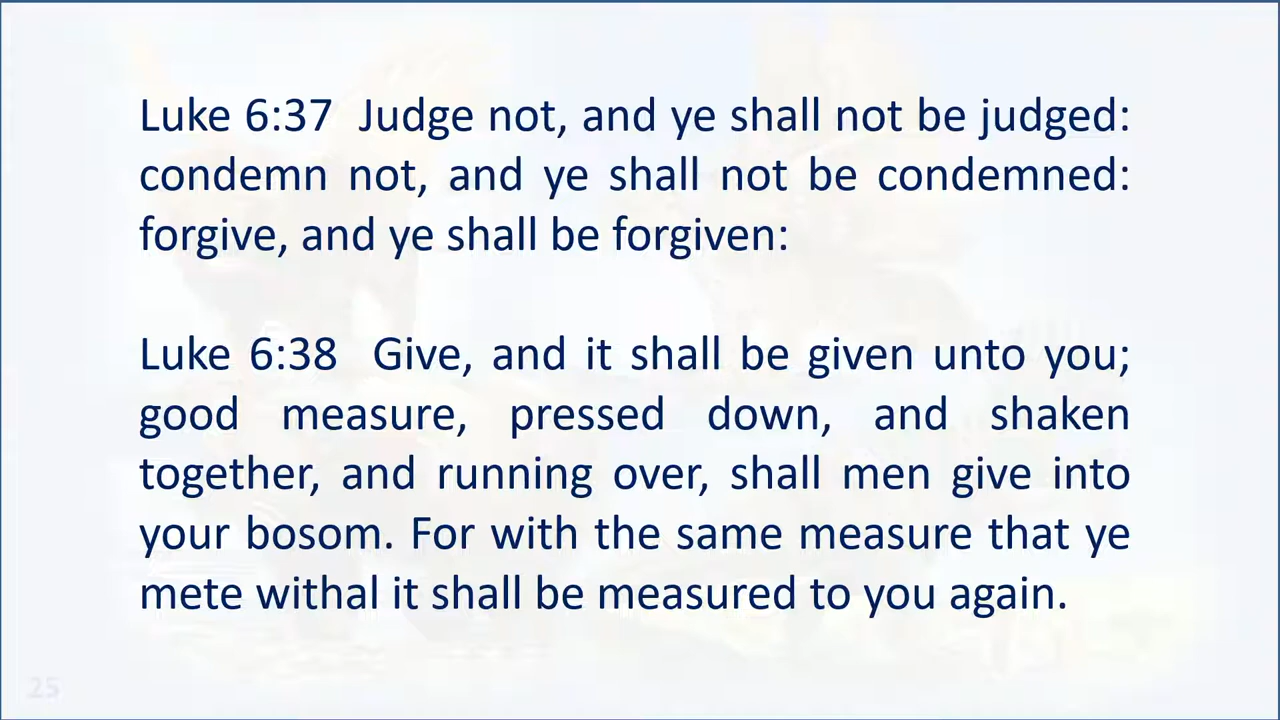 Luke 6:37 Judge not, and ye shall not be judged:
condemn not, and ye shall not be condemned:
forgive, and ye shall be forgiven:
Luke 6:38 Give, and it shall be given unto you;
good measure, pressed down, and shaken
together, and running over, shall men give into
your bosom. For with the same measure that ye
mete withal it shall be measured to you again.
25